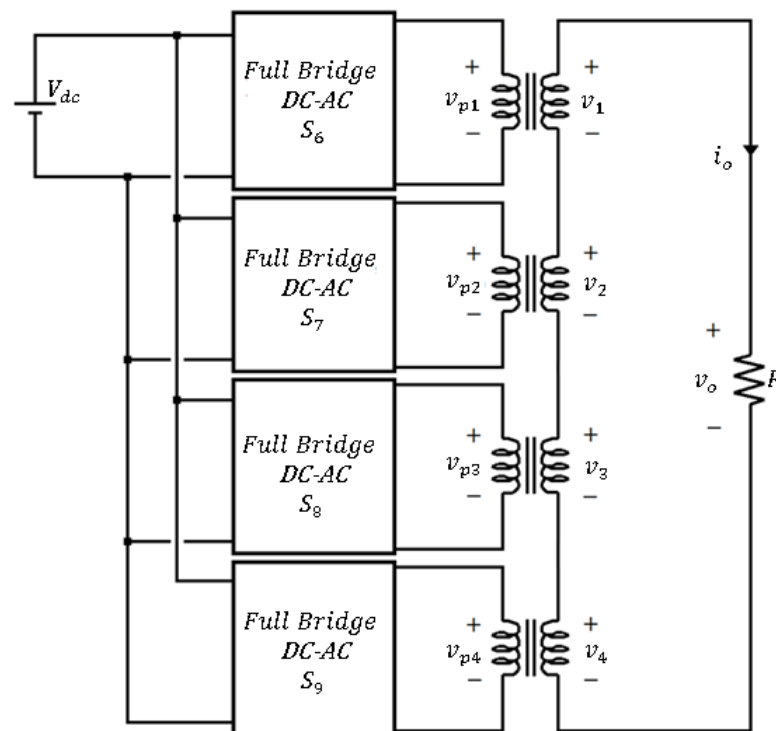 V_dc
Full Bridge
DC-AC
S_6
+
v_p1
−
+
v_1
−
i_o
Full Bridge
DC-AC
S_7
+
v_p2
−
+
v_2
−
Full Bridge
DC-AC
S_8
+
v_p3
−
+
v_3
−
+
v_o
−
Full Bridge
DC-AC
S_9
+
v_p4
−
+
v_4
−